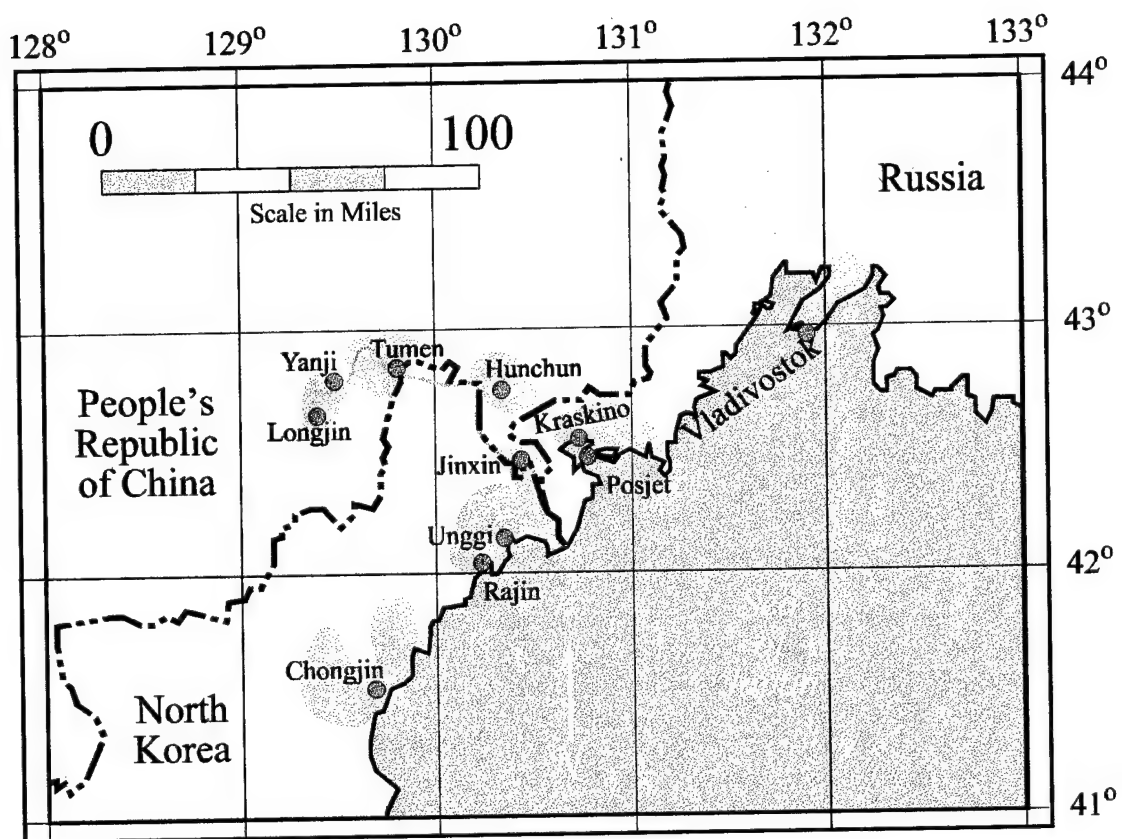 128° 129° 130° 131° 132° 133°
44°
0 100
Scale in Miles
Russia
43°
Yanji
Tumen
Hunchun
People's
Republic
of China
Longjin
Kraskino
Vladivostok
Jinxin
Posjet
Unggi
42°
Rajin
Chongjin
North
Korea
41°